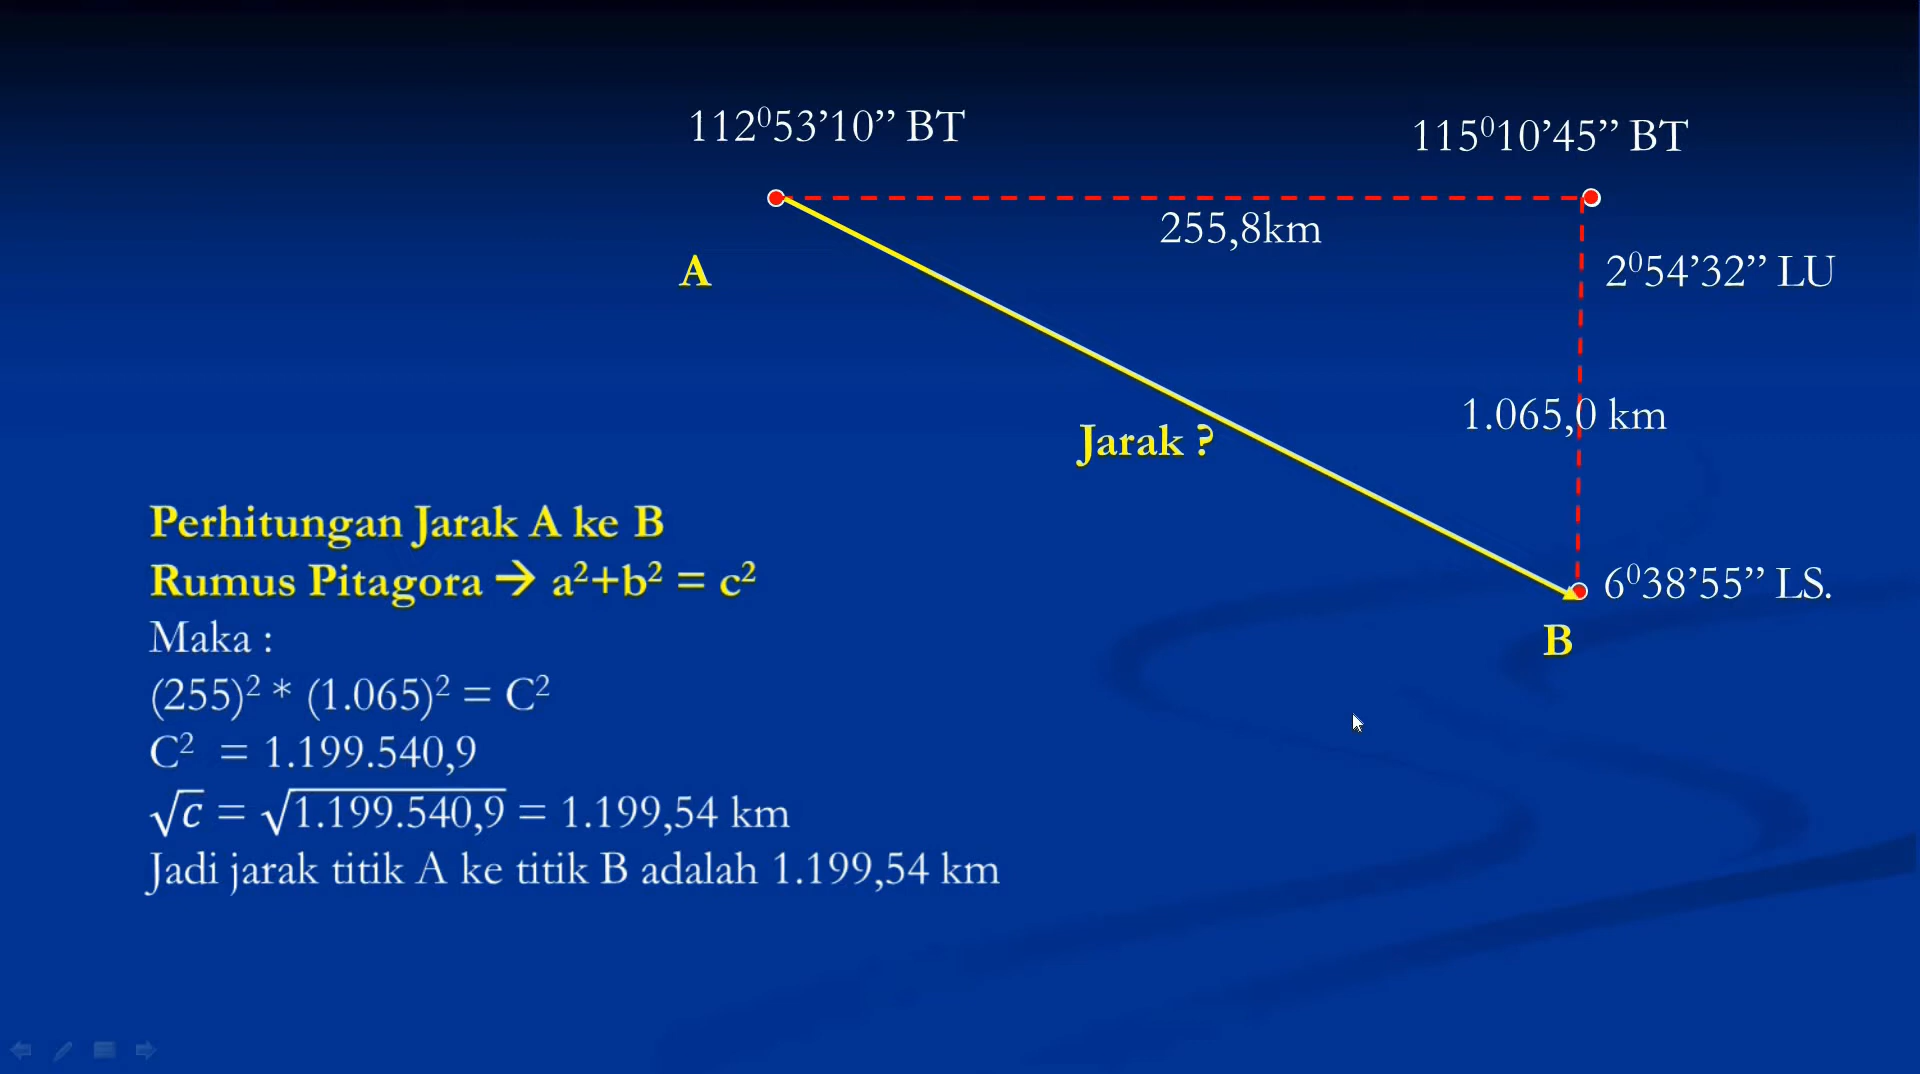 112⁰53’10” BT
115⁰10’45” BT
255,8km
A
2⁰54’32” LU
1.065,0 km
Jarak ?
Perhitungan Jarak A ke B
Rumus Pitagora → a²+b² = c²
6⁰38’55” LS.
B
Maka :
(255)² * (1.065)² = C²
C² = 1.199.540,9
√c = √1.199.540,9 = 1.199,54 km
Jadi jarak titik A ke titik B adalah 1.199,54 km